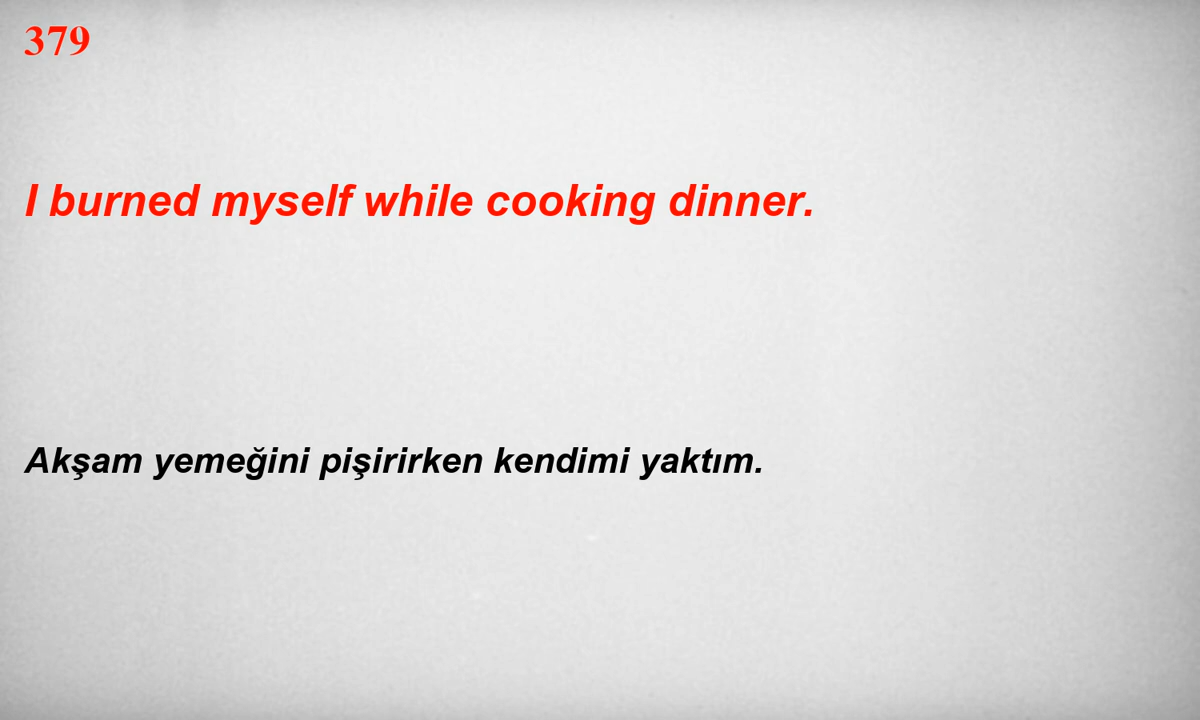 379
I burned myself while cooking dinner.
Akşam yemeğini pişirirken kendimi yaktım.